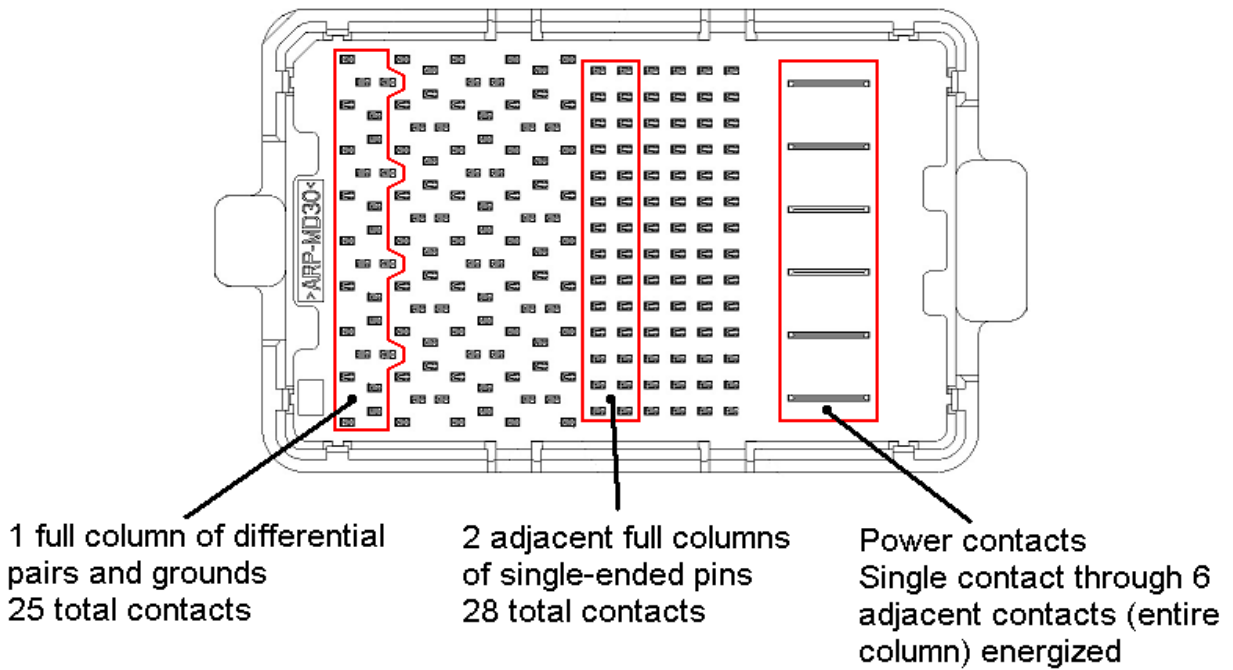 >ARP-MD30<
1 full column of differential
pairs and grounds
25 total contacts
2 adjacent full columns
of single-ended pins
28 total contacts
Power contacts
Single contact through 6
adjacent contacts (entire
column) energized